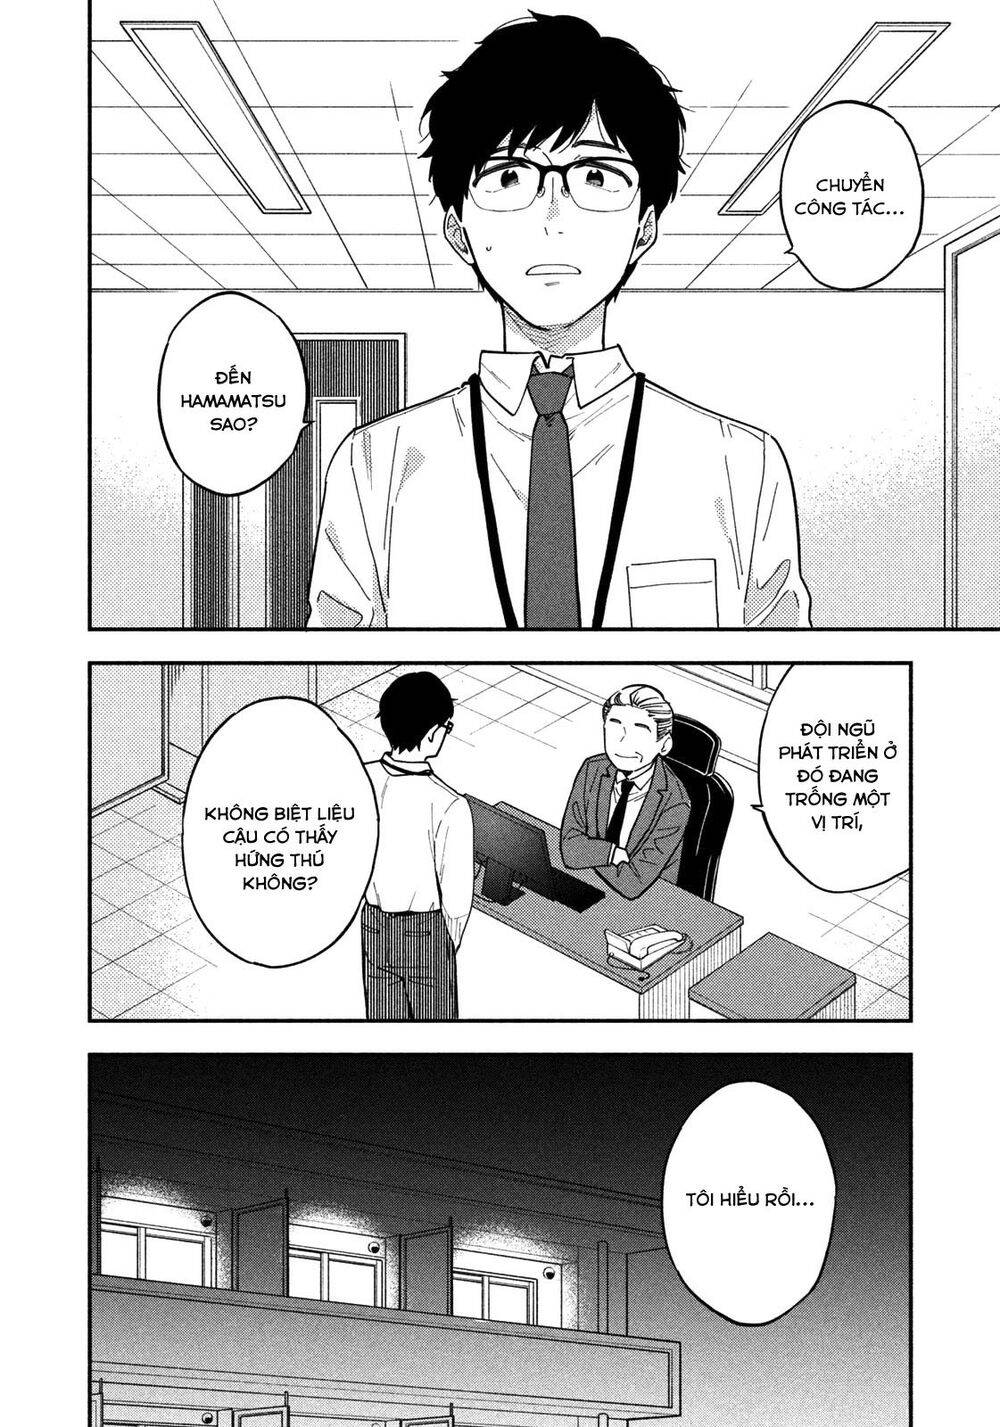 CHUYỂN
CÔNG TÁC...
ĐẾN
HAMAMATSU
SAO?
ĐỘI NGŨ
PHÁT TRIỂN Ở
ĐÓ ĐANG
TRỐNG MỘT
VỊ TRÍ,
KHÔNG BIỆT LIỆU
CẬU CÓ THẤY
HỨNG THÚ
KHÔNG?
TÔI HIỂU RỒI...